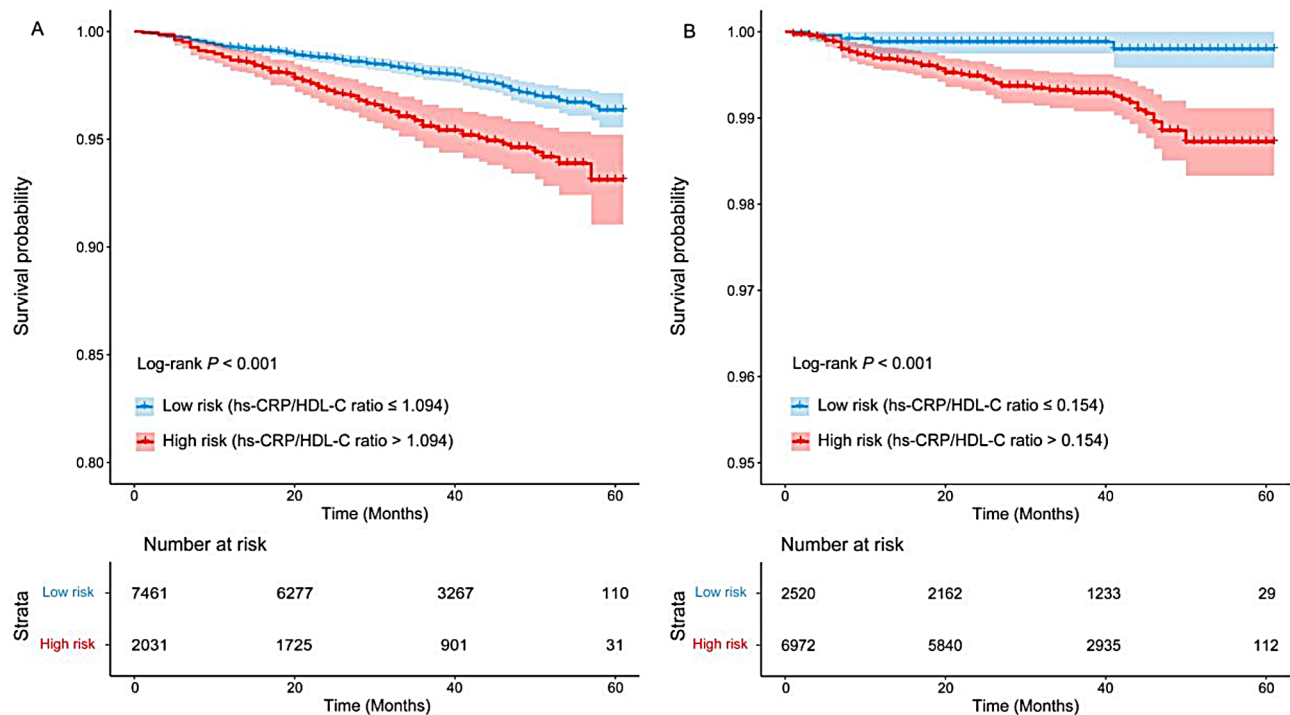 A
1.00
0.95
0.90
0.85
0.80
Survival probability
Log-rank P < 0.001
Low risk (hs-CRP/HDL-C ratio ≤ 1.094)
High risk (hs-CRP/HDL-C ratio > 1.094)
0 20 40 60
Time (Months)
Number at risk
Strata
Low risk 7461 6277 3267 110
High risk 2031 1725 901 31
0 20 40 60
Time (Months)
B
1.00
0.99
0.98
0.97
0.96
0.95
Survival probability
Log-rank P < 0.001
Low risk (hs-CRP/HDL-C ratio ≤ 0.154)
High risk (hs-CRP/HDL-C ratio > 0.154)
0 20 40 60
Time (Months)
Number at risk
Strata
Low risk 2520 2162 1233 29
High risk 6972 5840 2935 112
0 20 40 60
Time (Months)